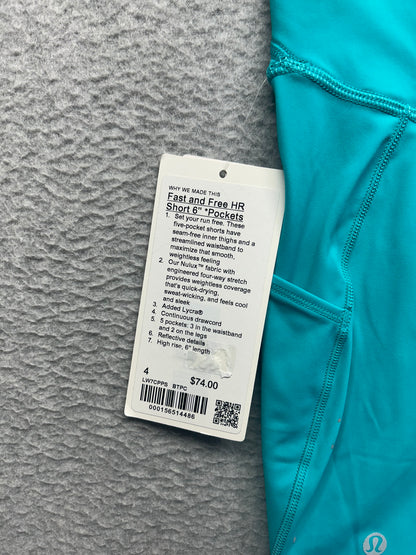 WHY WE MADE THIS
Fast and Free HR
Short 6" *Pockets
1. Set your run free. These
five-pocket shorts have
seam-free inner thighs and a
streamlined waistband to
maximize that smooth,
weightless feeling
2. Our Nulux™ fabric with
engineered four-way stretch
provides weightless coverage
that's quick-drying,
sweat-wicking, and feels cool
and sleek
3. Added Lycra®
4. Continuous drawcord
5. 5 pockets: 3 in the waistband
and 2 on the legs
6. Reflective details
7. High rise, 6" length
4
$74.00
LW7CPPS BTPC
000156514486